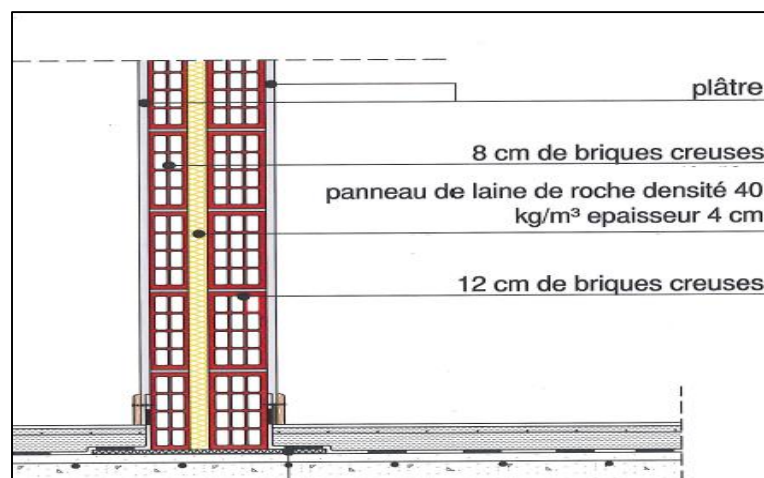 plâtre
8 cm de briques creuses
panneau de laine de roche densité 40
kg/m³ epaisseur 4 cm
12 cm de briques creuses